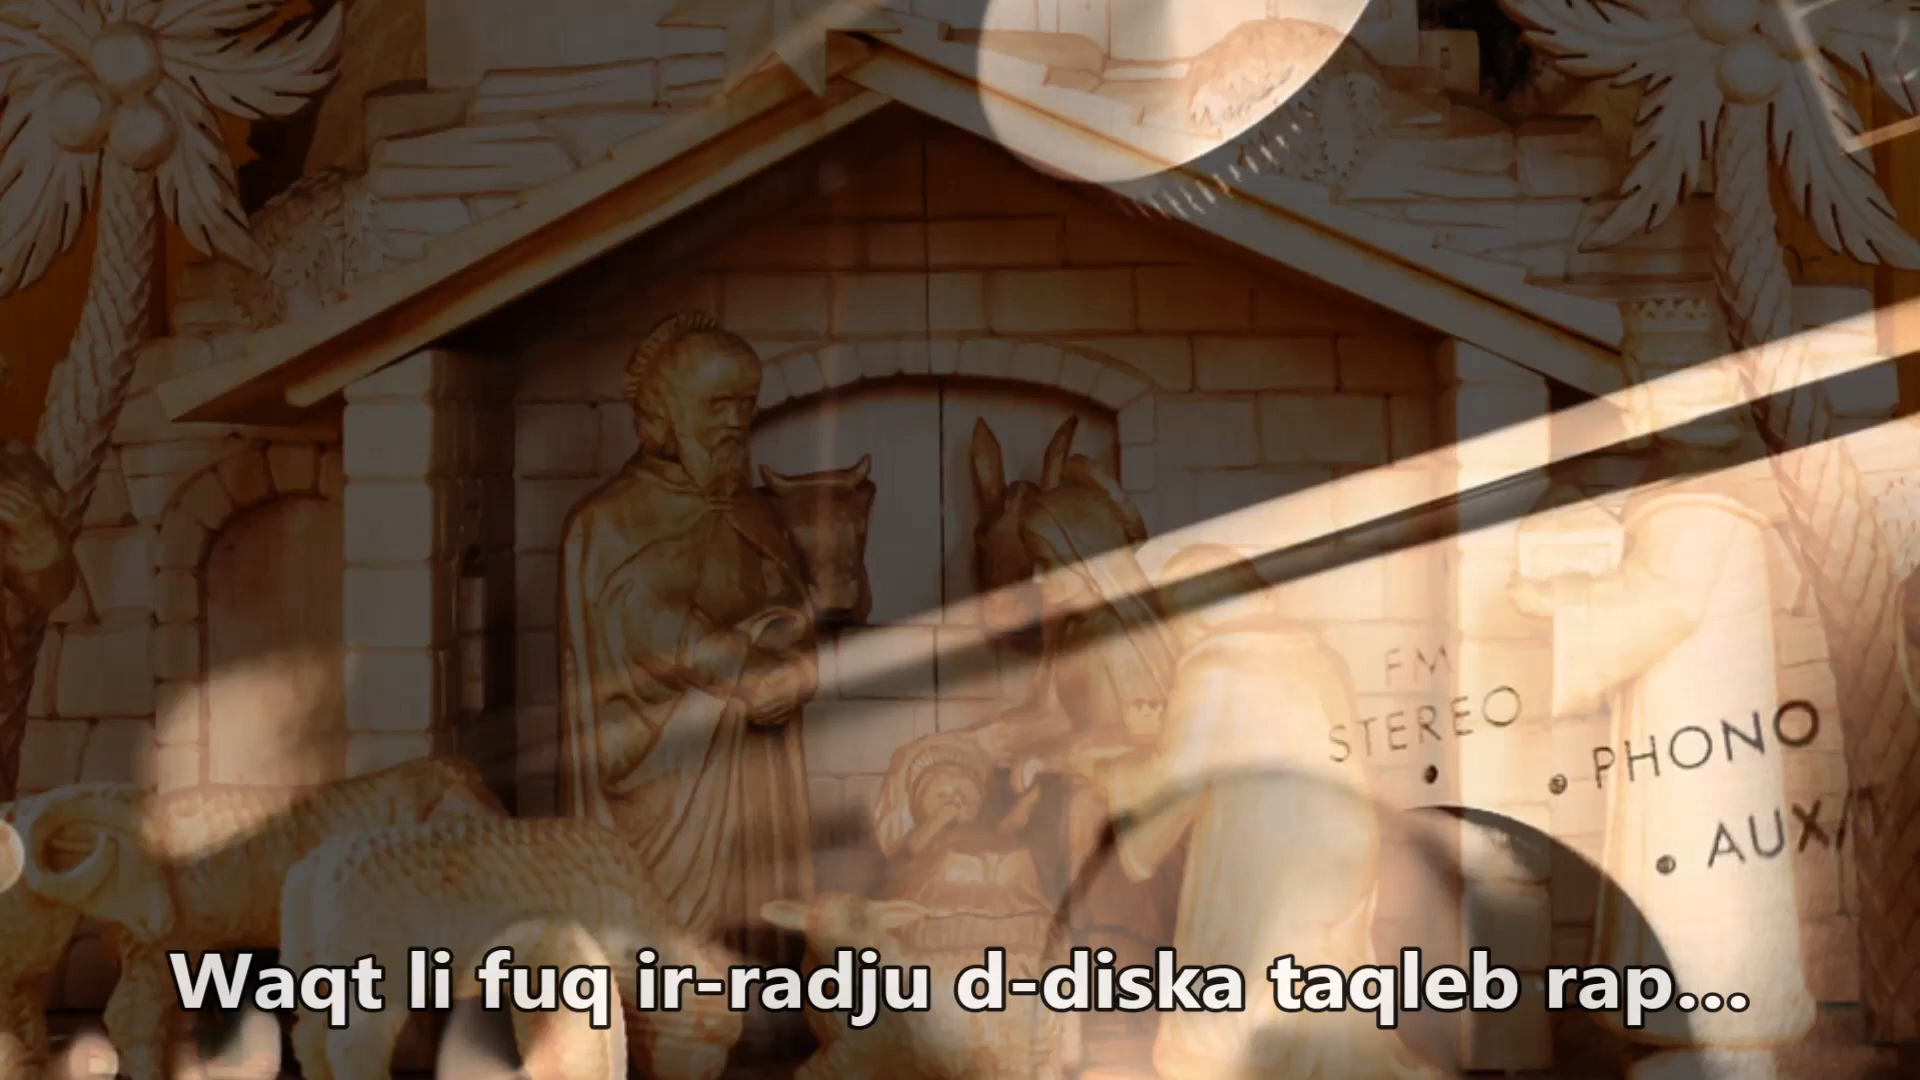 FM
STEREO
PHONO
AUX/
Waqt li fuq ir-radju d-diska taqleb rap...